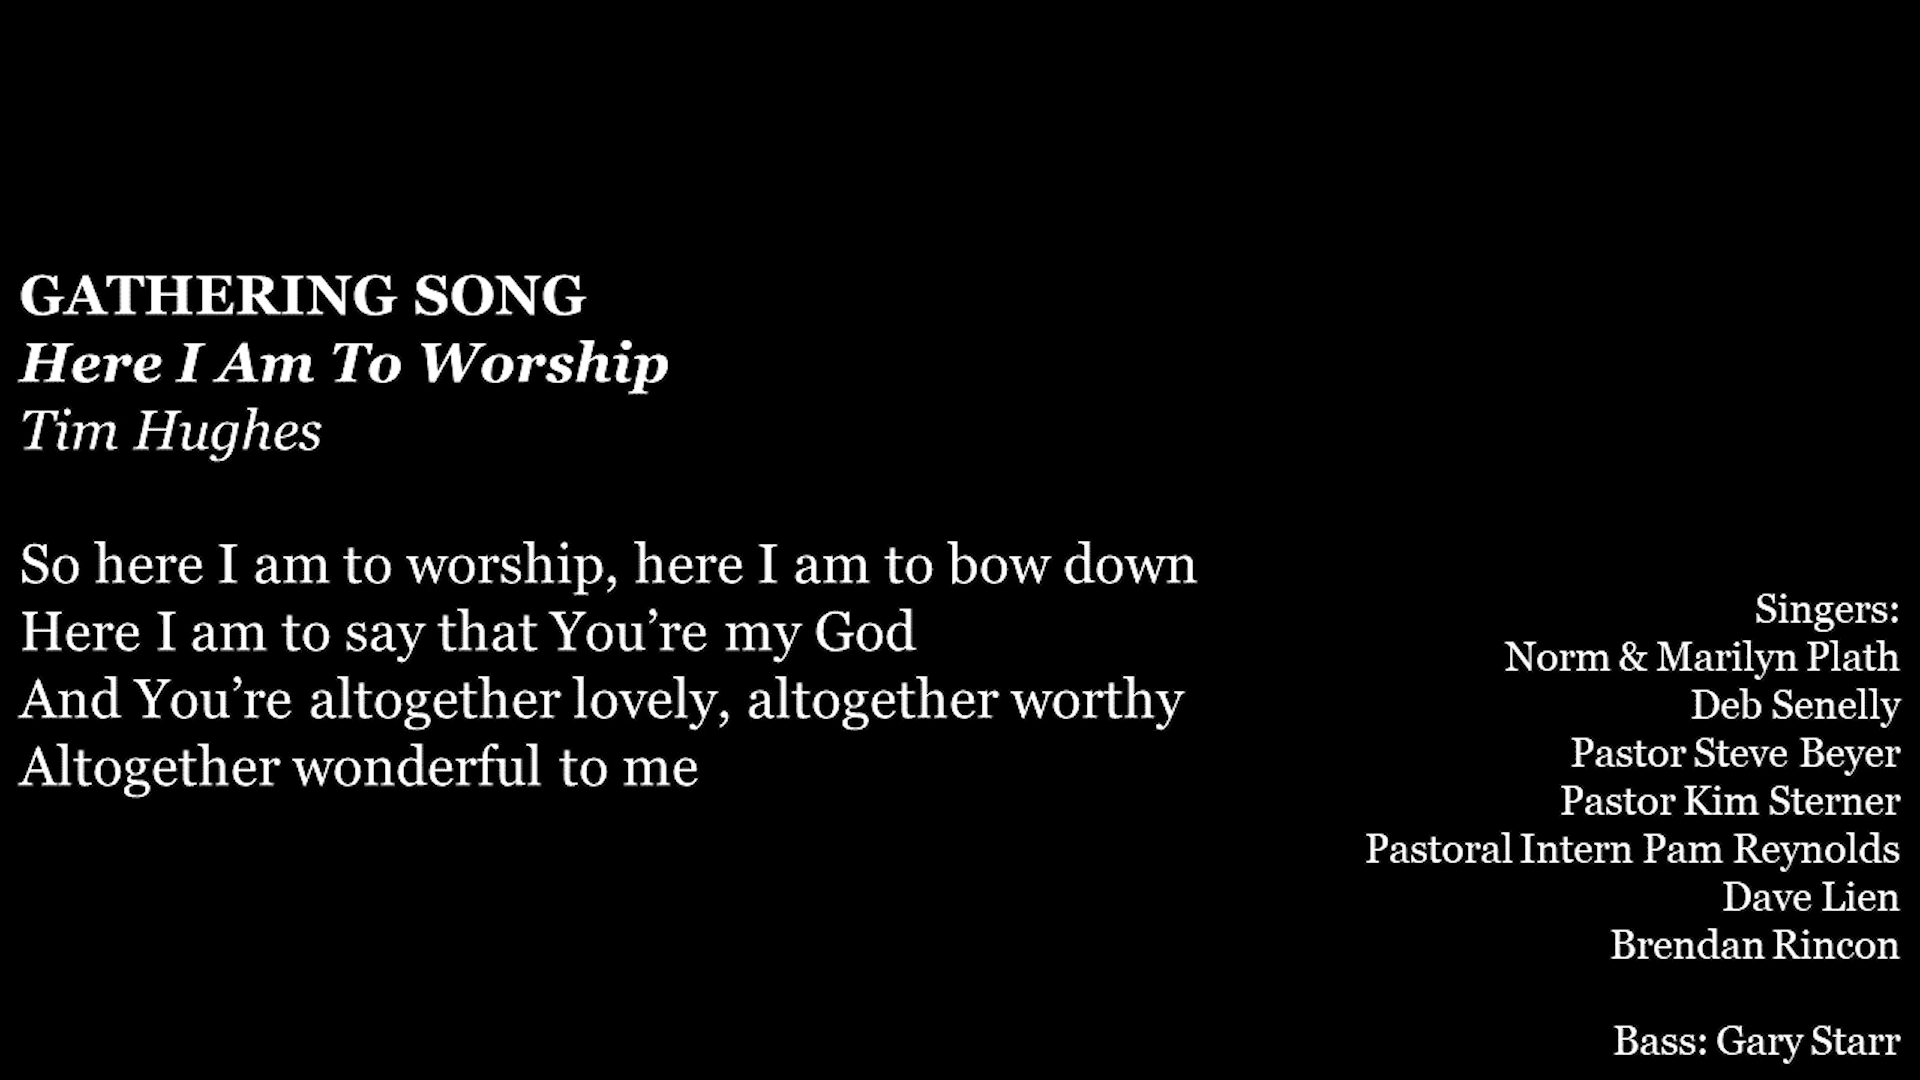 GATHERING SONG
Here I Am To Worship
Tim Hughes
So here I am to worship, here I am to bow down
Here I am to say that You’re my God
And You’re altogether lovely, altogether worthy
Altogether wonderful to me
Singers:
Norm & Marilyn Plath
Deb Senelly
Pastor Steve Beyer
Pastor Kim Sterner
Pastoral Intern Pam Reynolds
Dave Lien
Brendan Rincon
Bass: Gary Starr